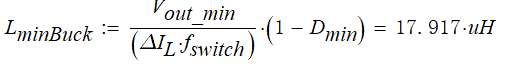 L_minBuck := V_out_min / (ΔI_L·f_switch) · (1 − D_min) = 17.917·uH